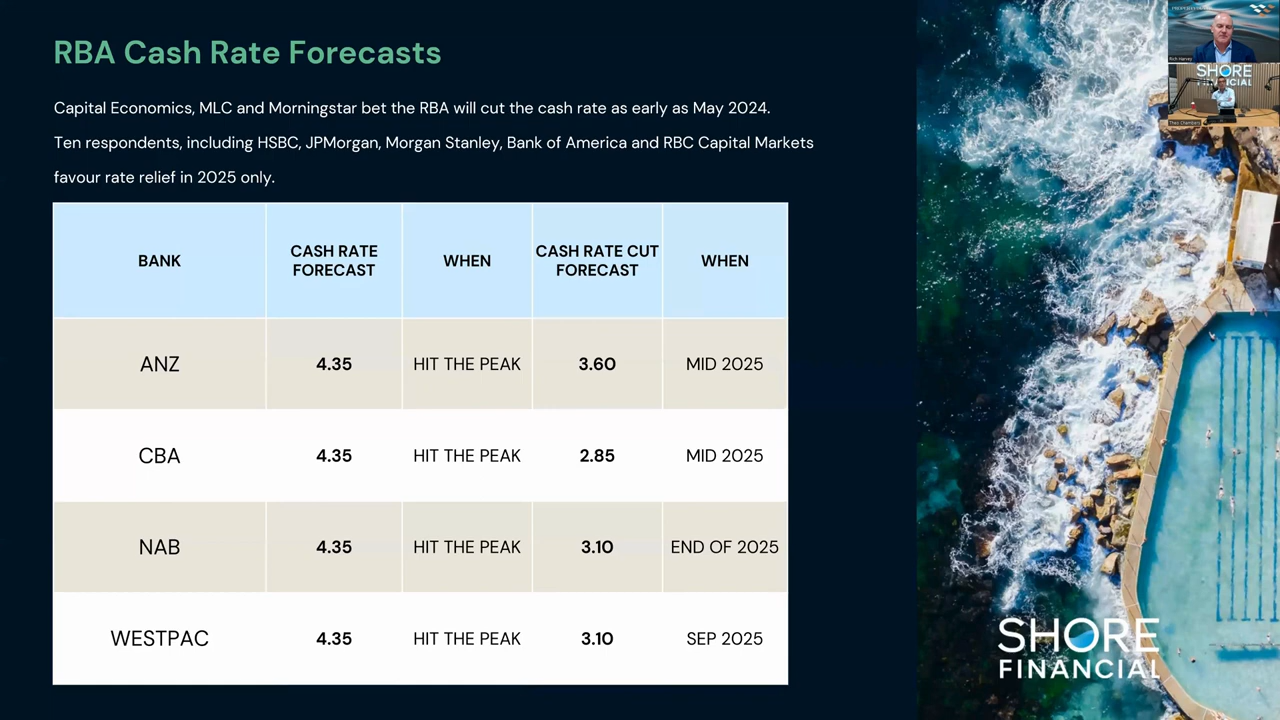 RBA Cash Rate Forecasts
Capital Economics, MLC and Morningstar bet the RBA will cut the cash rate as early as May 2024.
Ten respondents, including HSBC, JPMorgan, Morgan Stanley, Bank of America and RBC Capital Markets
favour rate relief in 2025 only.
BANK
CASH RATE
FORECAST
WHEN
CASH RATE CUT
FORECAST
WHEN
ANZ
4.35
HIT THE PEAK
3.60
MID 2025
CBA
4.35
HIT THE PEAK
2.85
MID 2025
NAB
4.35
HIT THE PEAK
3.10
END OF 2025
WESTPAC
4.35
HIT THE PEAK
3.10
SEP 2025
Rich Harvey
SHORE
FINANCIAL
Theo Chambers
SHORE
FINANCIAL